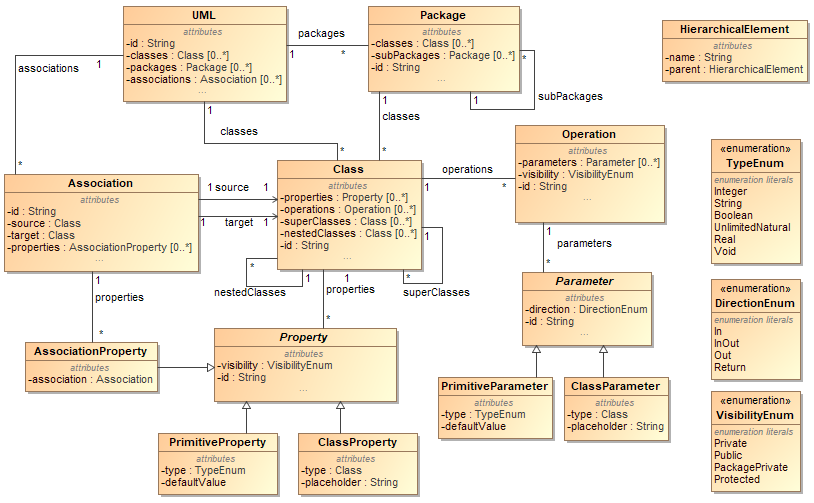 UML
attributes
-id : String
-classes : Class [0..*]
-packages : Package [0..*]
-associations : Association [0..*]
...
packages
1
*
Package
attributes
-classes : Class [0..*]
-subPackages : Package [0..*]
-id : String
...
*
1
subPackages
HierarchicalElement
attributes
-name : String
-parent : HierarchicalElement
associations
1
*
1
classes
*
1
classes
*
Association
attributes
-id : String
-source : Class
-target : Class
-properties : AssociationProperty [0..*]
1 source 1
1 target 1
Class
attributes
-properties : Property [0..*]
-operations : Operation [0..*]
-superClasses : Class [0..*]
-nestedClasses : Class [0..*]
-id : String
...
operations
1
*
Operation
attributes
-parameters : Parameter [0..*]
-visibility : VisibilityEnum
-id : String
...
«enumeration»
TypeEnum
enumeration literals
Integer
String
Boolean
UnlimitedNatural
Real
Void
1
parameters
*
*
1
nestedClasses
1
properties
*
1
*
superClasses
1
properties
*
Parameter
attributes
-direction : DirectionEnum
-id : String
...
«enumeration»
DirectionEnum
enumeration literals
In
InOut
Out
Return
AssociationProperty
attributes
-association : Association
Property
attributes
-visibility : VisibilityEnum
-id : String
...
PrimitiveParameter
attributes
-type : TypeEnum
-defaultValue
ClassParameter
attributes
-type : Class
-placeholder : String
«enumeration»
VisibilityEnum
enumeration literals
Private
Public
PackagePrivate
Protected
PrimitiveProperty
attributes
-type : TypeEnum
-defaultValue
ClassProperty
attributes
-type : Class
-placeholder : String